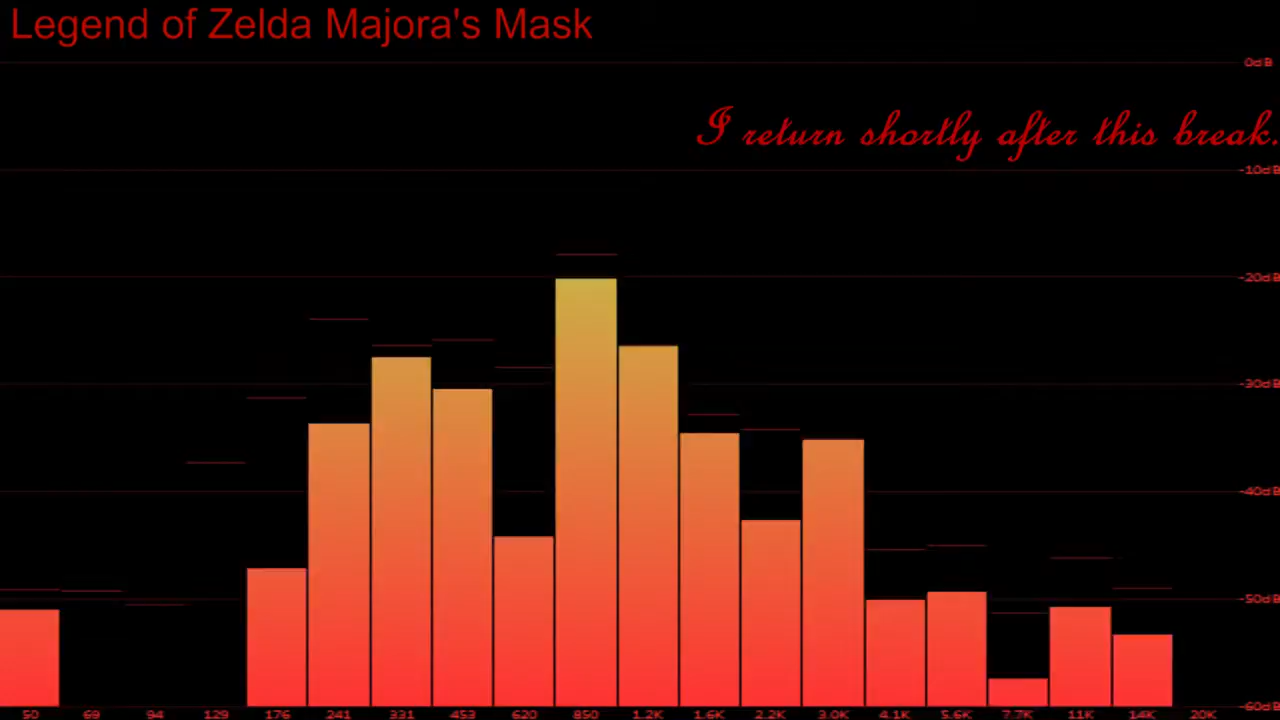 Legend of Zelda Majora's Mask
0dB
I return shortly after this break.
-10dB
-20dB
-30dB
-40dB
-50dB
-60dB
50 69 94 129 176 241 331 453 620 850 1.2K 1.6K 2.2K 3.0K 4.1K 5.6K 7.7K 11K 14K 20K